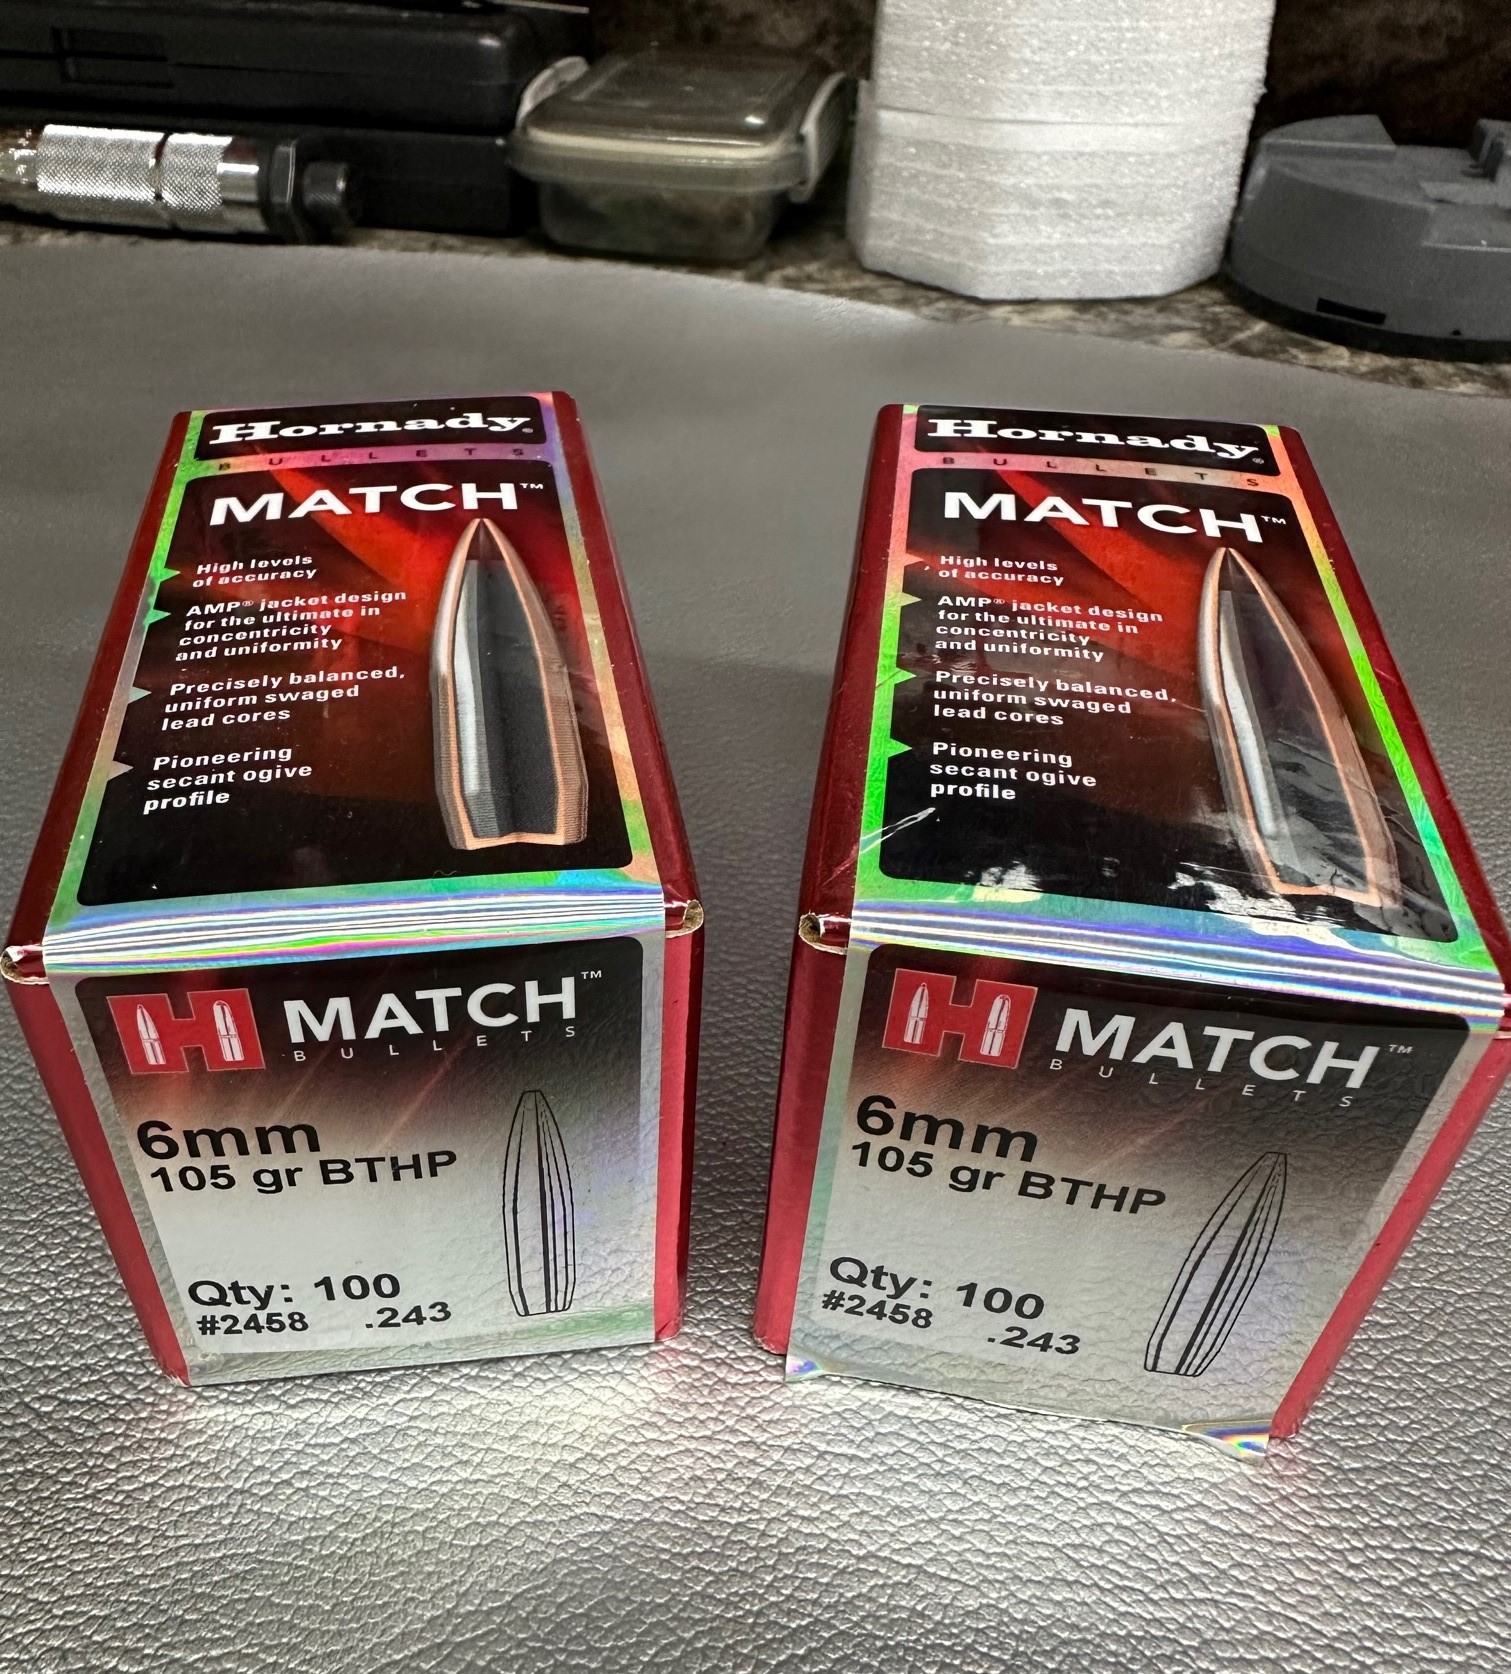 Hornady®
BULLETS
MATCH™
High levels
of accuracy
AMP® jacket design
for the ultimate in
concentricity
and uniformity
Precisely balanced,
uniform swaged
lead cores
Pioneering
secant ogive
profile
H MATCH™
BULLETS
6mm
105 gr BTHP
Qty: 100
#2458 .243
Hornady®
BULLETS
MATCH™
High levels
of accuracy
AMP® jacket design
for the ultimate in
concentricity
and uniformity
Precisely balanced,
uniform swaged
lead cores
Pioneering
secant ogive
profile
H MATCH™
BULLETS
6mm
105 gr BTHP
Qty: 100
#2458 .243